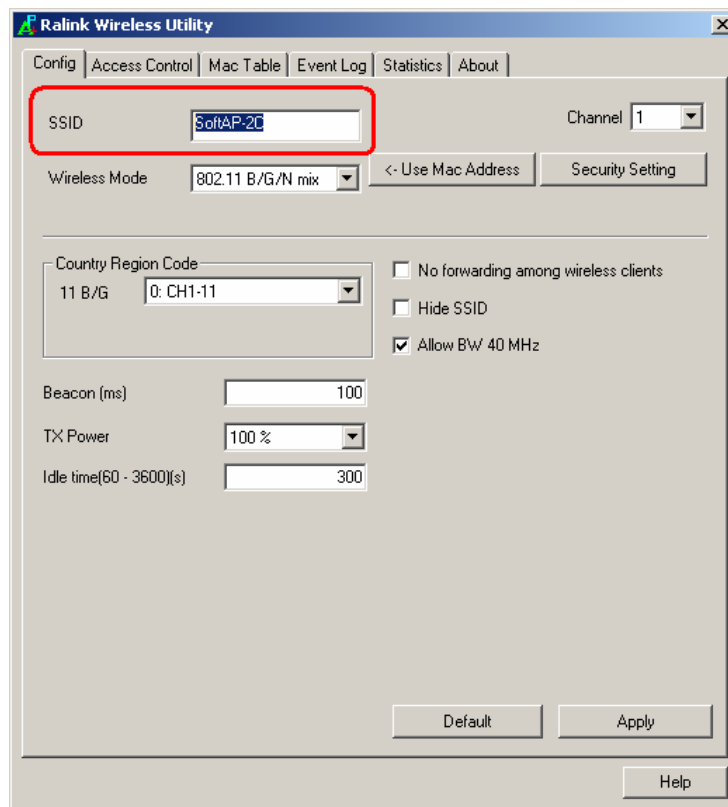 Ralink Wireless Utility
Config Access Control Mac Table Event Log Statistics About
SSID SoftAP-2C Channel 1
Wireless Mode 802.11 B/G/N mix <- Use Mac Address Security Setting
Country Region Code
11 B/G 0: CH1-11
No forwarding among wireless clients
Hide SSID
Allow BW 40 MHz
Beacon (ms) 100
TX Power 100 %
Idle time(60 - 3600)(s) 300
Default Apply
Help